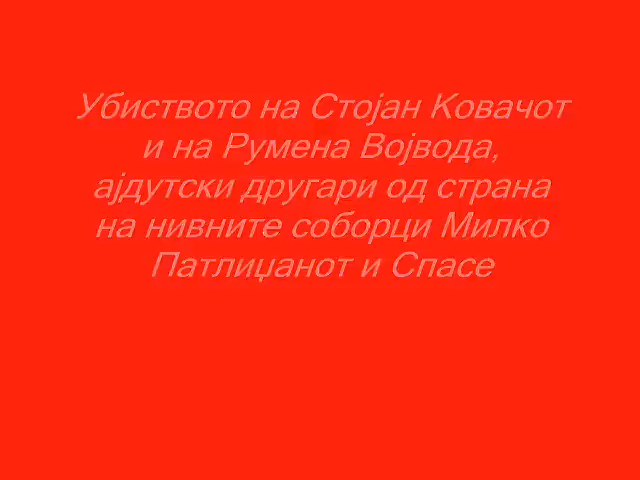 Убиството на Стојан Ковачот
и на Румена Војвода,
ајдутски другари од страна
на нивните соборци Милко
Патлиџанот и Спасе